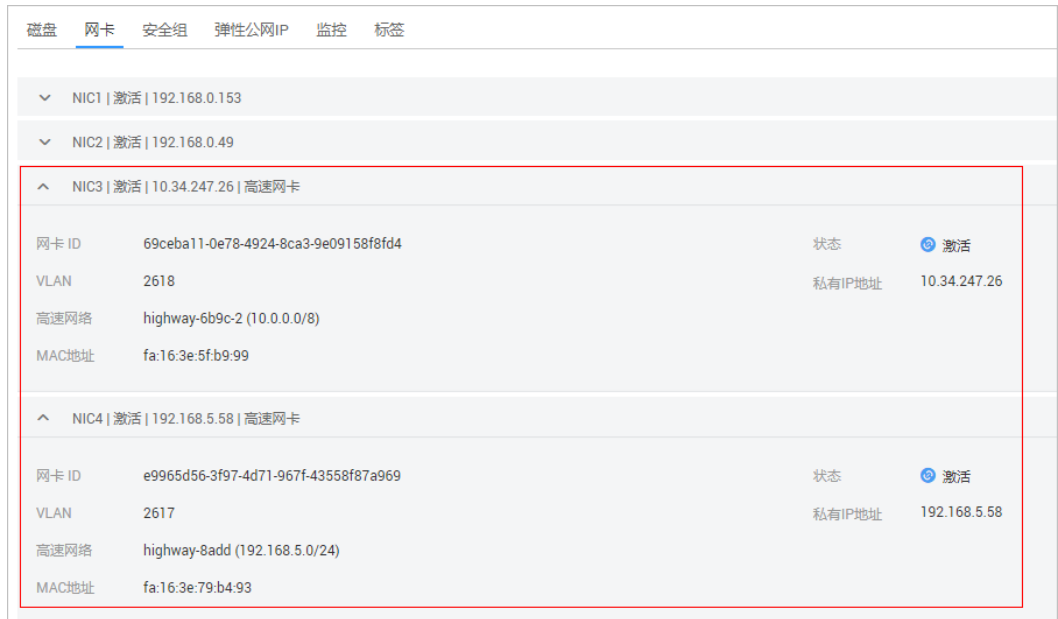 磁盘 网卡 安全组 弹性公网IP 监控 标签
NIC1 | 激活 | 192.168.0.153
NIC2 | 激活 | 192.168.0.49
NIC3 | 激活 | 10.34.247.26 | 高速网卡
网卡 ID 69ceba11-0e78-4924-8ca3-9e09158f8fd4 状态 激活
VLAN 2618 私有IP地址 10.34.247.26
高速网络 highway-6b9c-2 (10.0.0.0/8)
MAC地址 fa:16:3e:5f:b9:99
NIC4 | 激活 | 192.168.5.58 | 高速网卡
网卡 ID e9965d56-3f97-4d71-967f-43558f87a969 状态 激活
VLAN 2617 私有IP地址 192.168.5.58
高速网络 highway-8add (192.168.5.0/24)
MAC地址 fa:16:3e:79:b4:93